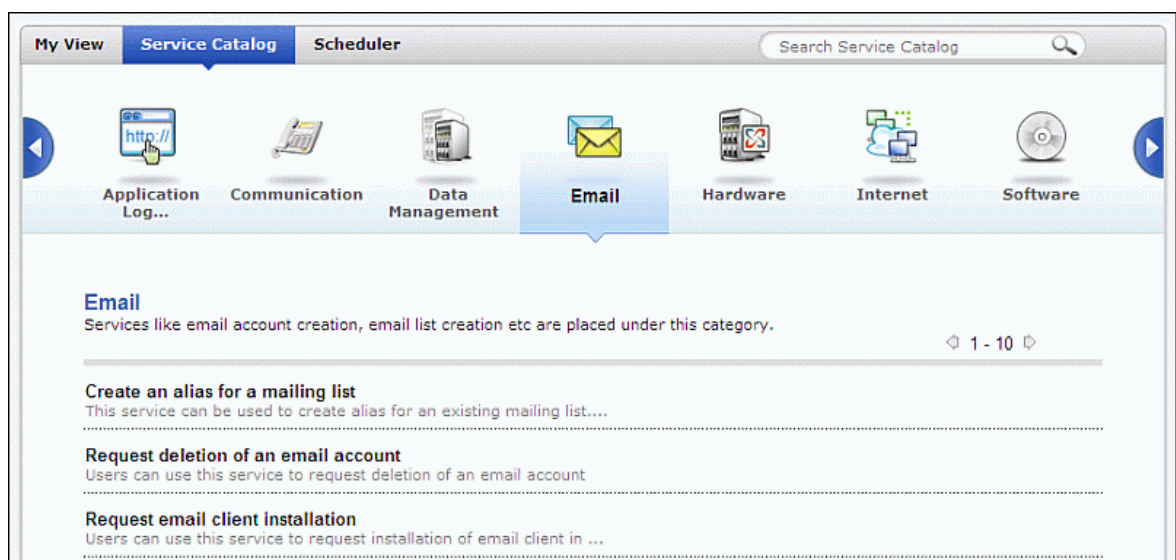 My View Service Catalog Scheduler Search Service Catalog
http://
Application Log...
Communication
Data Management
Email
Hardware
Internet
Software
Email
Services like email account creation, email list creation etc are placed under this category.
1 - 10
Create an alias for a mailing list
This service can be used to create alias for an existing mailing list....
Request deletion of an email account
Users can use this service to request deletion of an email account
Request email client installation
Users can use this service to request installation of email client in ...